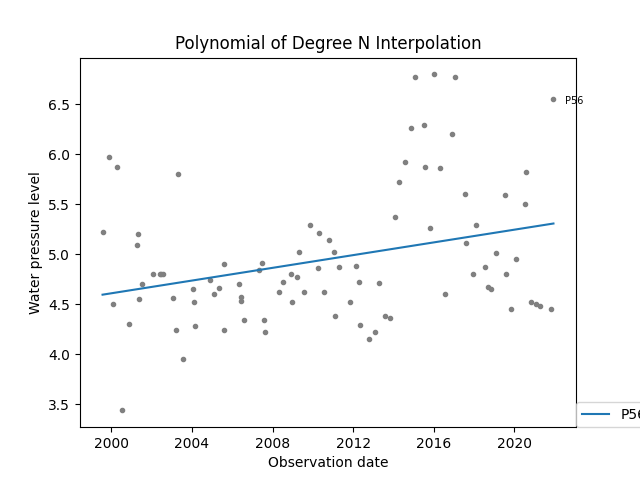 Polynomial of Degree N Interpolation
Water pressure level
6.5
6.0
5.5
5.0
4.5
4.0
3.5
P56
P56
2000 2004 2008 2012 2016 2020
Observation date